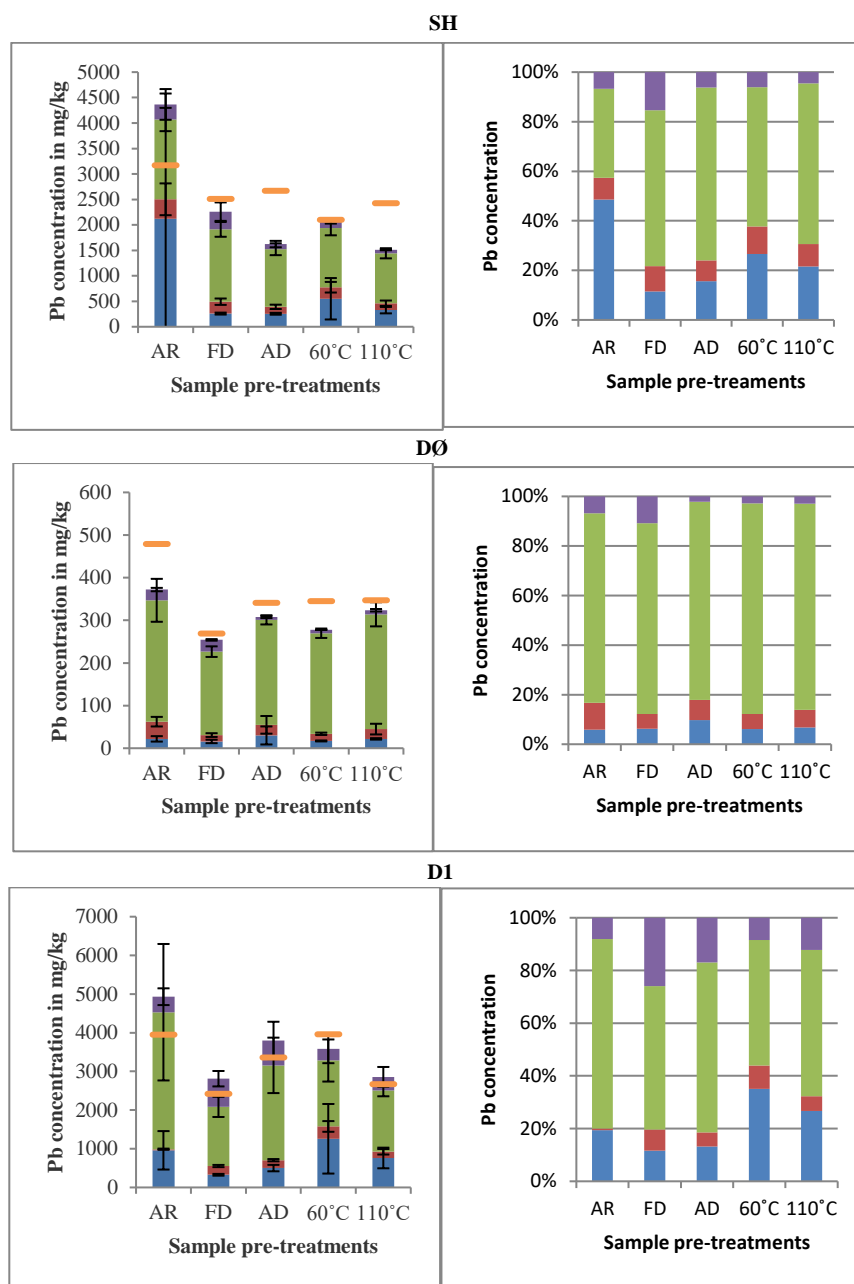 SH
Pb concentration in mg/kg
5000
4500
4000
3500
3000
2500
2000
1500
1000
500
0
AR FD AD 60˚C 110˚C
Sample pre-treatments
Pb concentration
100%
80%
60%
40%
20%
0%
AR FD AD 60˚C 110˚C
Sample pre-treaments
DØ
Pb concentration in mg/kg
600
500
400
300
200
100
0
AR FD AD 60˚C 110˚C
Sample pre-treatments
Pb concentration
100%
80%
60%
40%
20%
0%
AR FD AD 60˚C 110˚C
Sample pre-treatments
D1
Pb concentration in mg/kg
7000
6000
5000
4000
3000
2000
1000
0
AR FD AD 60˚C 110˚C
Sample pre-treatments
Pb concentration
100%
80%
60%
40%
20%
0%
AR FD AD 60˚C 110˚C
Sample pre-treatments